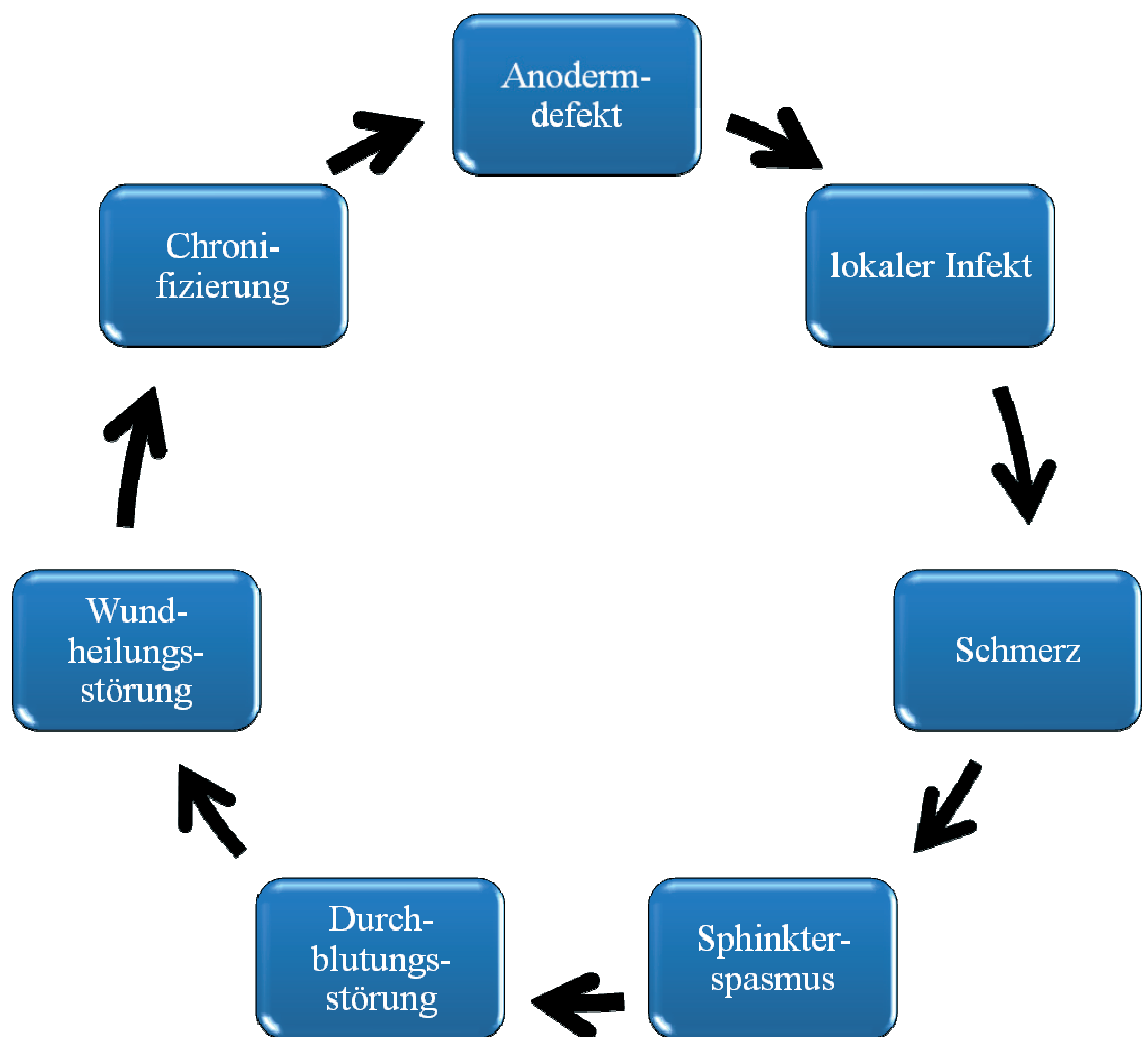 Anoderm-
defekt
lokaler Infekt
Schmerz
Sphinkter-
spasmus
Durch-
blutungs-
störung
Wund-
heilungs-
störung
Chroni-
fizierung